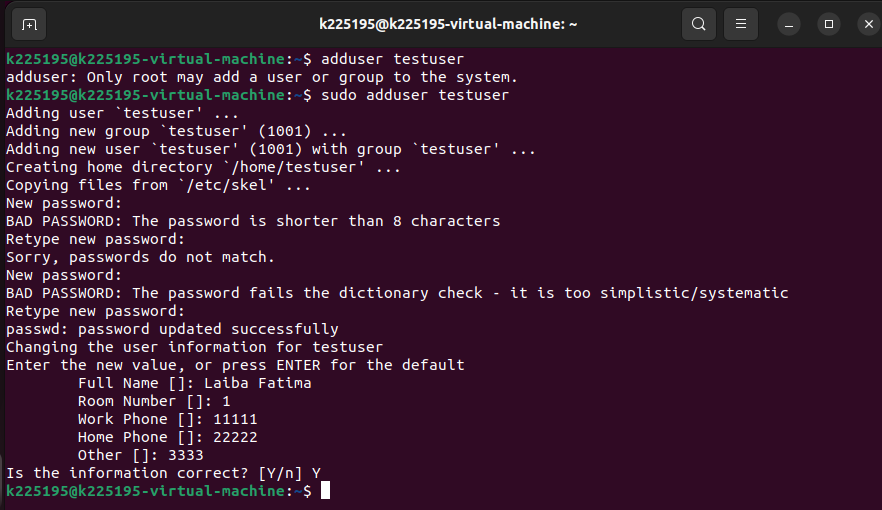 k225195@k225195-virtual-machine: ~
k225195@k225195-virtual-machine:~$ adduser testuser
adduser: Only root may add a user or group to the system.
k225195@k225195-virtual-machine:~$ sudo adduser testuser
Adding user `testuser' ...
Adding new group `testuser' (1001) ...
Adding new user `testuser' (1001) with group `testuser' ...
Creating home directory `/home/testuser' ...
Copying files from `/etc/skel' ...
New password:
BAD PASSWORD: The password is shorter than 8 characters
Retype new password:
Sorry, passwords do not match.
New password:
BAD PASSWORD: The password fails the dictionary check - it is too simplistic/systematic
Retype new password:
passwd: password updated successfully
Changing the user information for testuser
Enter the new value, or press ENTER for the default
        Full Name []: Laiba Fatima
        Room Number []: 1
        Work Phone []: 11111
        Home Phone []: 22222
        Other []: 3333
Is the information correct? [Y/n] Y
k225195@k225195-virtual-machine:~$